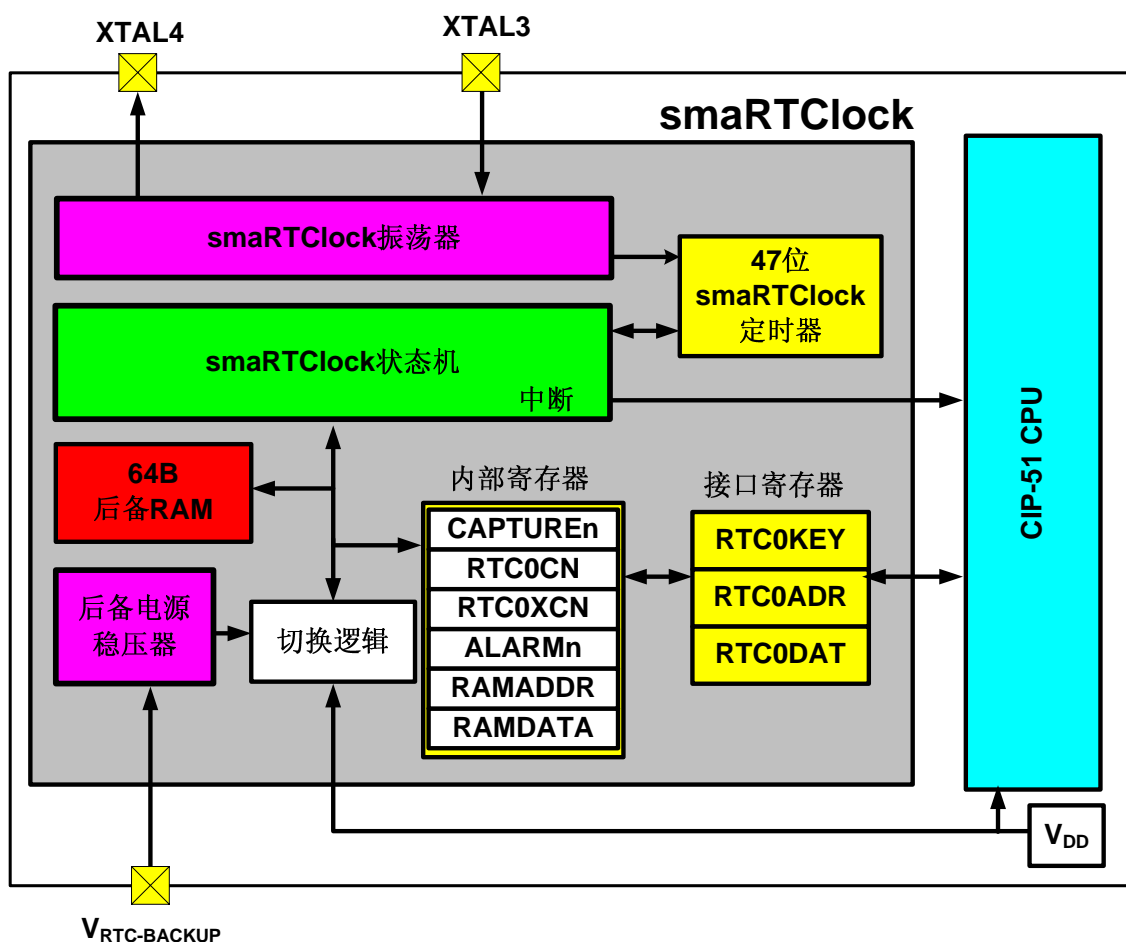 XTAL4
XTAL3
smaRTClock
smaRTClock振荡器
47位
smaRTClock
定时器
smaRTClock状态机
中断
CIP-51 CPU
64B
后备RAM
内部寄存器
接口寄存器
CAPTUREn
RTC0CN
RTC0XCN
ALARMn
RAMADDR
RAMDATA
RTC0KEY
RTC0ADR
RTC0DAT
后备电源
稳压器
切换逻辑
VDD
VRTC-BACKUP